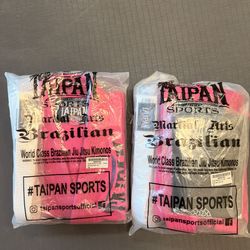 TAIPAN
SPORTS
Martial Arts
Brazilian
World Class Brazilian Jiu Jitsu Kimonos
#TAIPAN SPORTS
taipansportsofficial
TAIPAN
SPORTS
Martial Arts
Brazilian
World Class Brazilian Jiu Jitsu Kimonos
#TAIPAN SPORTS
taipansportsofficial